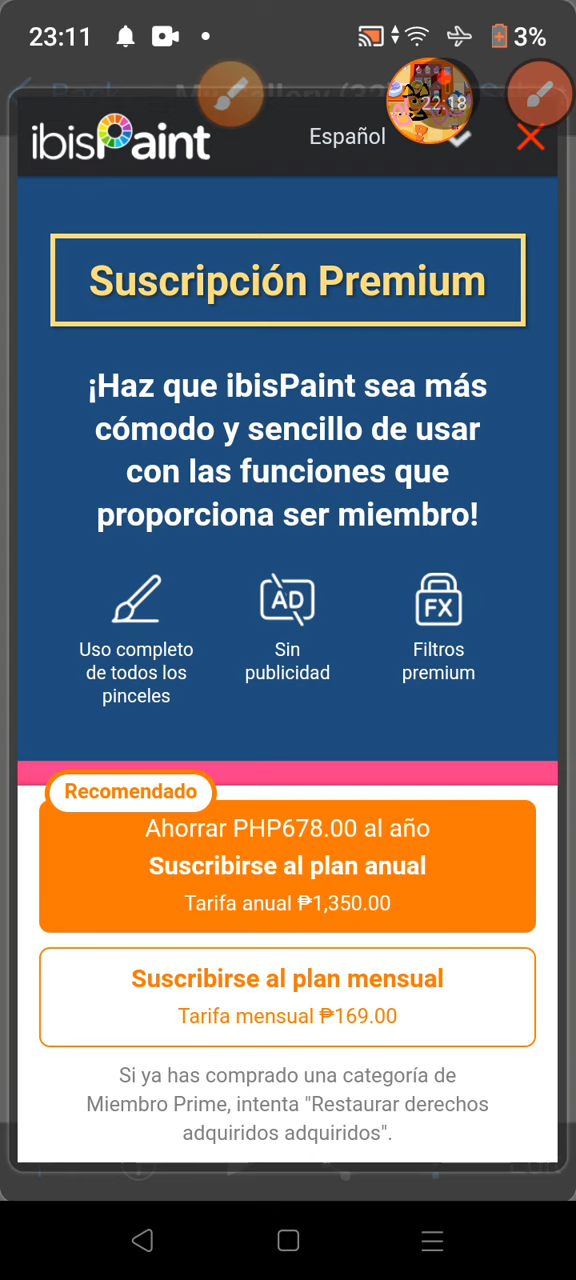 23:11
3%
22:18
ibisPaint
Español
Suscripción Premium
¡Haz que ibisPaint sea más
cómodo y sencillo de usar
con las funciones que
proporciona ser miembro!
AD
FX
Uso completo
de todos los
pinceles
Sin
publicidad
Filtros
premium
Recomendado
Ahorrar PHP678.00 al año
Suscribirse al plan anual
Tarifa anual ₱1,350.00
Suscribirse al plan mensual
Tarifa mensual ₱169.00
Si ya has comprado una categoría de
Miembro Prime, intenta "Restaurar derechos
adquiridos adquiridos".